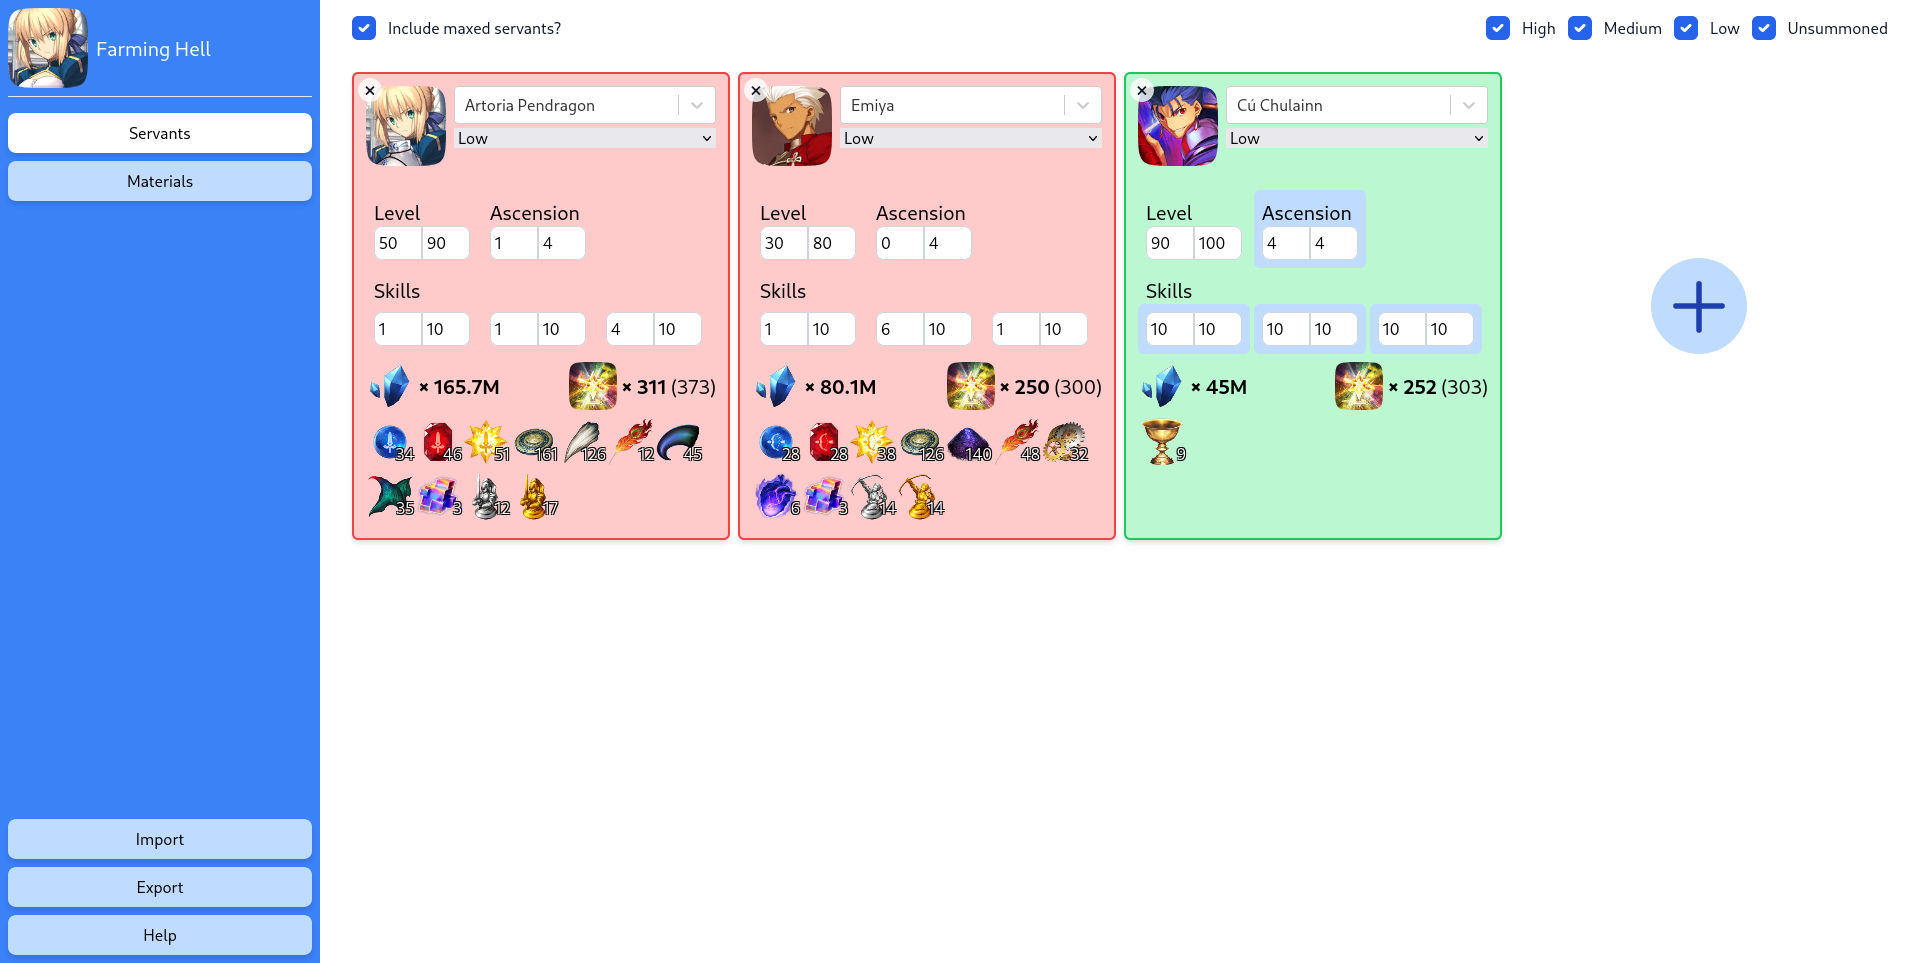 Farming Hell
Servants
Materials
Import
Export
Help
Include maxed servants?
High Medium Low Unsummoned
Artoria Pendragon
Low
Level Ascension
50 90 1 4
Skills
1 10 1 10 4 10
× 165.7M × 311 (373)
34 46 51 161 126 12 45
35 3 12 17
Emiya
Low
Level Ascension
30 80 0 4
Skills
1 10 6 10 1 10
× 80.1M × 250 (300)
28 28 38 126 140 48 32
6 3 14 14
Cú Chulainn
Low
Level Ascension
90 100 4 4
Skills
10 10 10 10 10 10
× 45M × 252 (303)
9